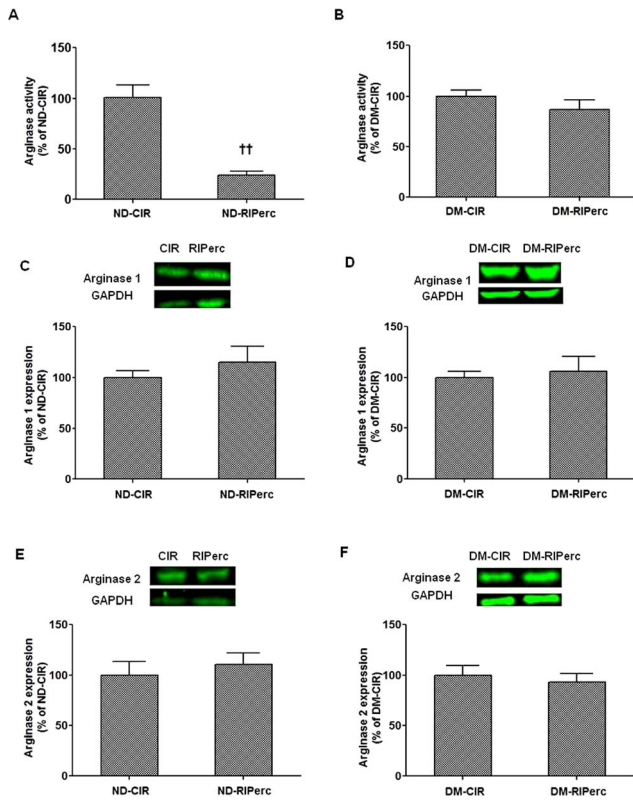 A
Arginase activity
(% of ND-CIR)
150
100
50
0
††
ND-CIR
ND-RIPerc
B
Arginase activity
(% of DM-CIR)
150
100
50
0
DM-CIR
DM-RIPerc
C
CIR RIPerc
Arginase 1
GAPDH
Arginase 1 expression
(% of ND-CIR)
150
100
50
0
ND-CIR
ND-RIPerc
D
DM-CIR DM-RIPerc
Arginase 1
GAPDH
Arginase 1 expression
(% of DM-CIR)
150
100
50
0
DM-CIR
DM-RIPerc
E
CIR RIPerc
Arginase 2
GAPDH
Arginase 2 expression
(% of ND-CIR)
150
100
50
0
ND-CIR
ND-RIPerc
F
DM-CIR DM-RIPerc
Arginase 2
GAPDH
Arginase 2 expression
(% of DM-CIR)
150
100
50
0
DM-CIR
DM-RIPerc